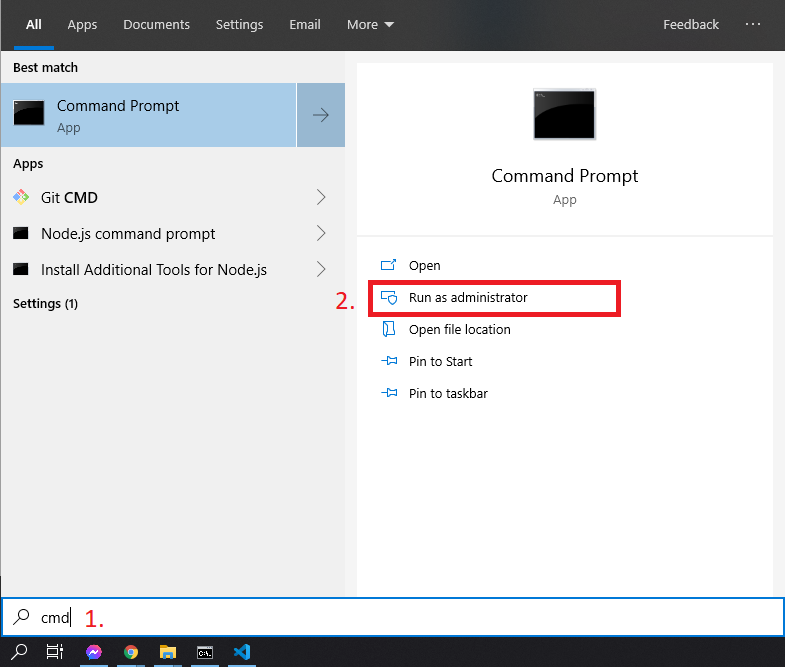 All Apps Documents Settings Email More Feedback ...
Best match
Command Prompt
App
Apps
Git CMD
Node.js command prompt
Install Additional Tools for Node.js
Settings (1)
Command Prompt
App
Open
2. Run as administrator
Open file location
Pin to Start
Pin to taskbar
cmd 1.